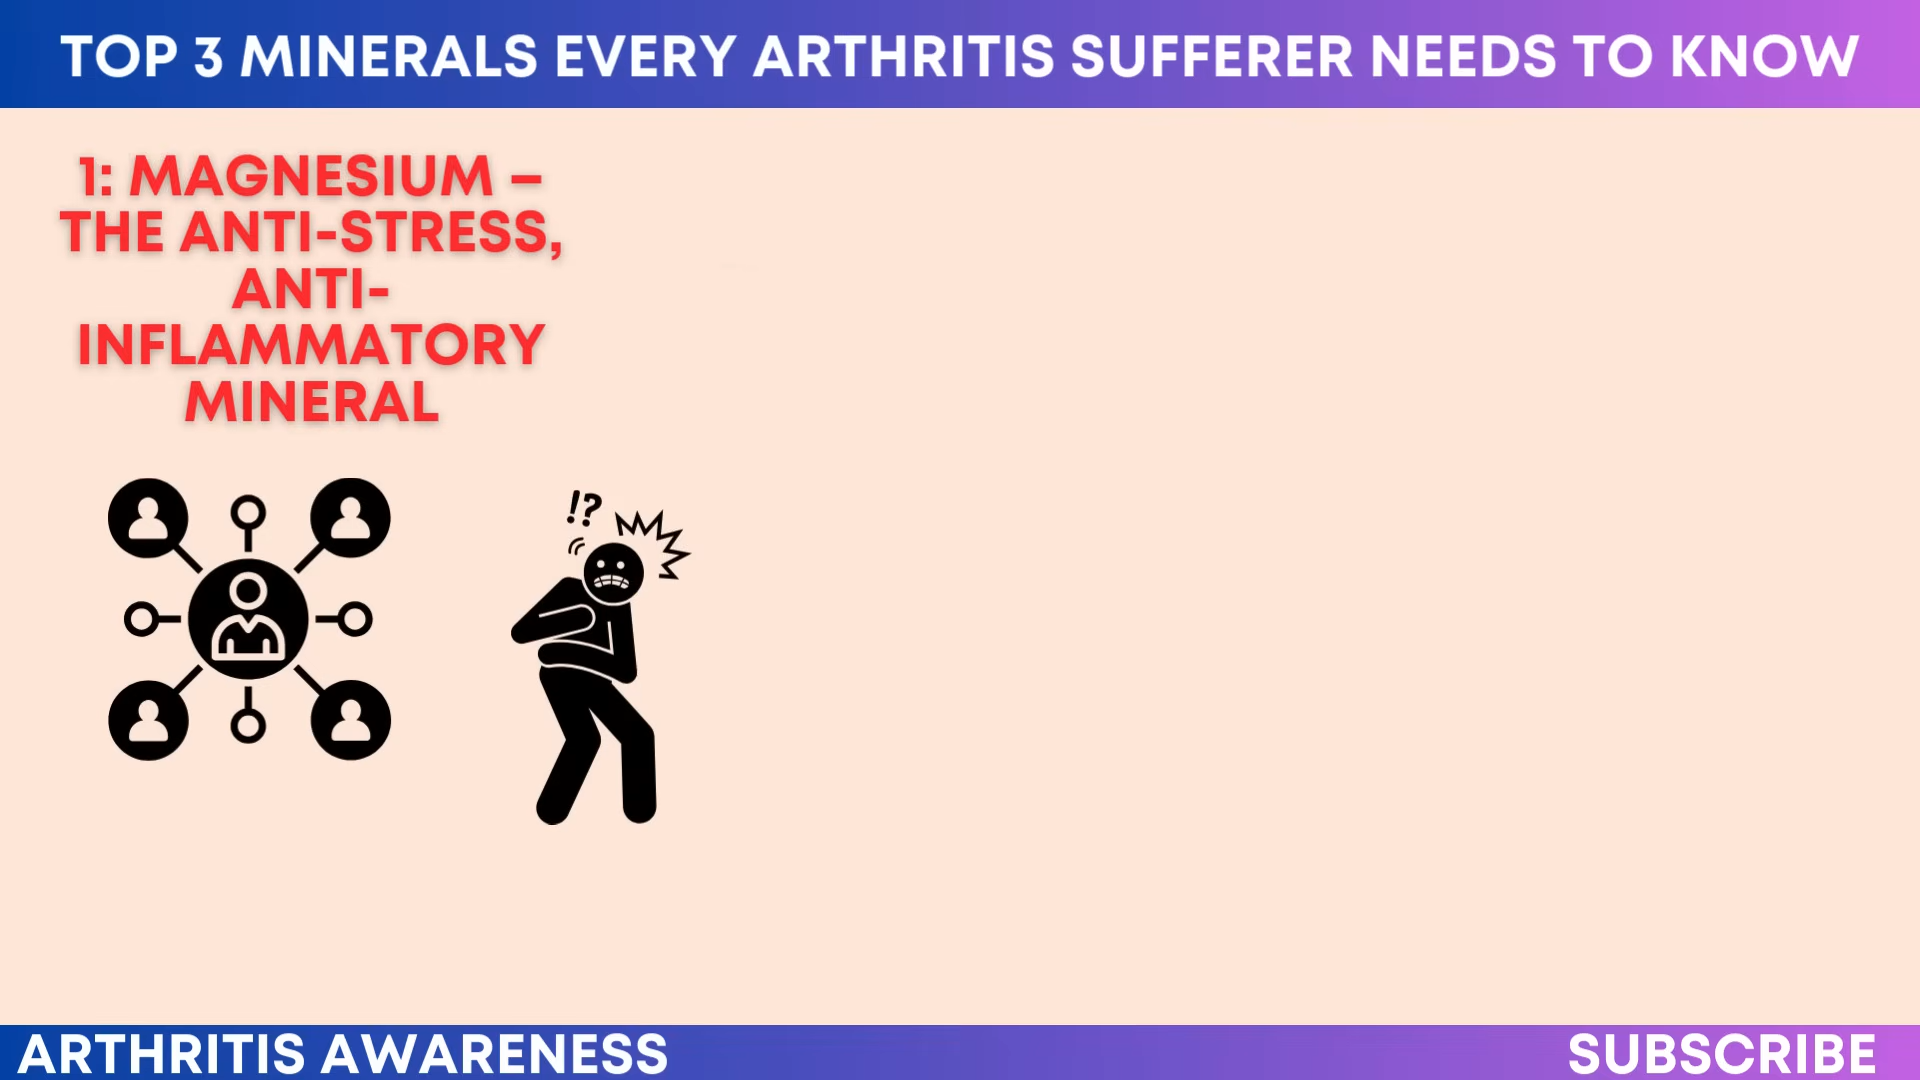 TOP 3 MINERALS EVERY ARTHRITIS SUFFERER NEEDS TO KNOW
1: MAGNESIUM –
THE ANTI-STRESS,
ANTI-
INFLAMMATORY
MINERAL
!?
ARTHRITIS AWARENESS
SUBSCRIBE